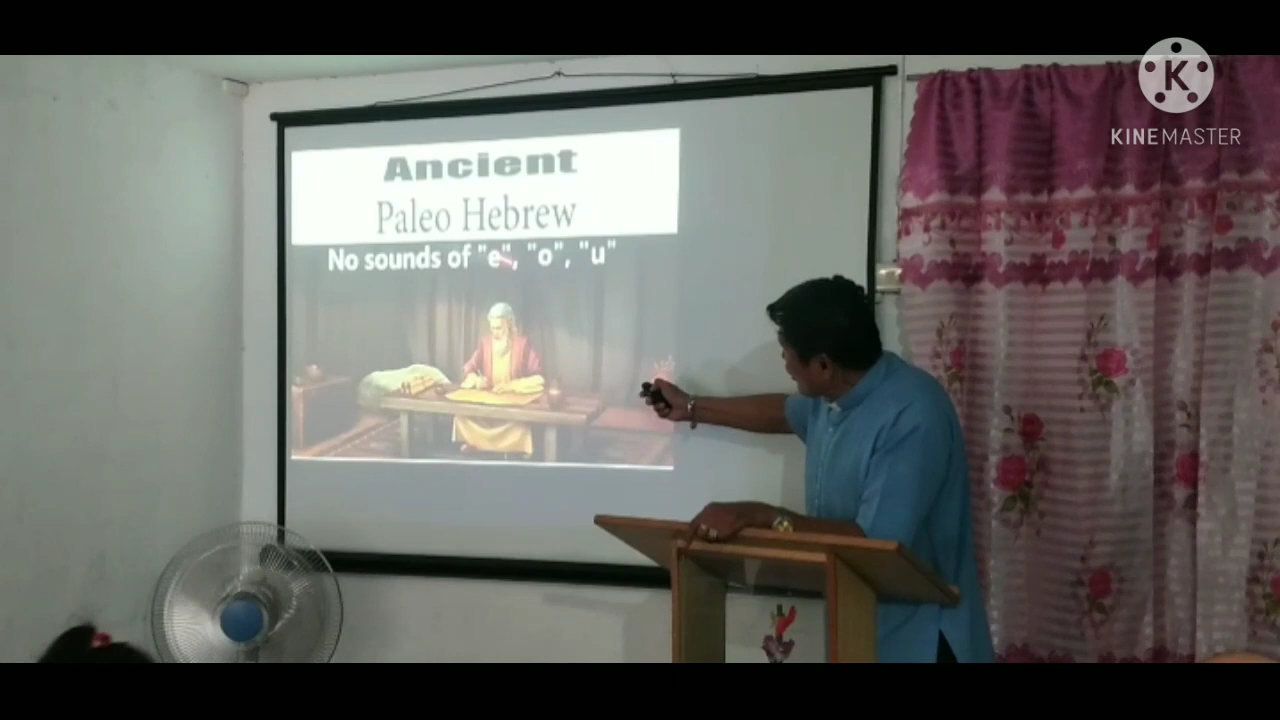 Ancient
Paleo Hebrew
No sounds of "e", "o", "u"
K
KINEMASTER